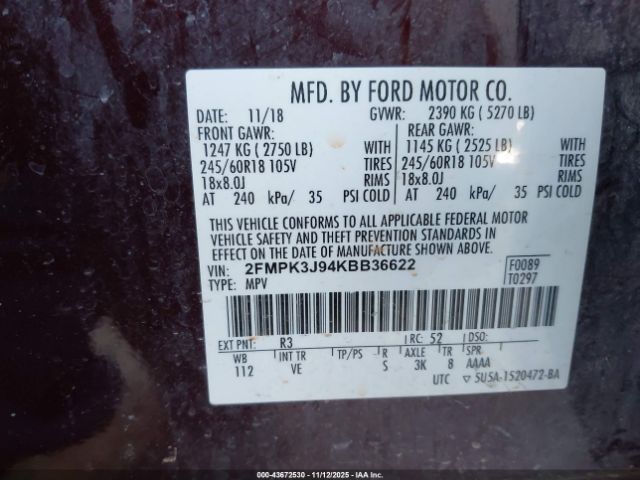 MFD. BY FORD MOTOR CO.
DATE: 11/18 GVWR: 2390 KG ( 5270 LB)
FRONT GAWR: REAR GAWR:
1247 KG ( 2750 LB) WITH 1145 KG ( 2525 LB) WITH
245/60R18 105V TIRES 245/60R18 105V TIRES
18x8.0J RIMS 18x8.0J RIMS
AT 240 kPa/ 35 PSI COLD AT 240 kPa/ 35 PSI COLD
THIS VEHICLE CONFORMS TO ALL APPLICABLE FEDERAL MOTOR
VEHICLE SAFETY AND THEFT PREVENTION STANDARDS IN
EFFECT ON THE DATE OF MANUFACTURE SHOWN ABOVE.
VIN: 2FMPK3J94KBB36622 F0089
TYPE: MPV T0297
EXT PNT: R3 RC: 52 DSO:
WB INT TR TP/PS R AXLE TR SPR
112 VE S 3K 8 AAAA
UTC ▽ 5U5A-1520472-BA
000-43672530 - 11/12/2025 - IAAI.COM